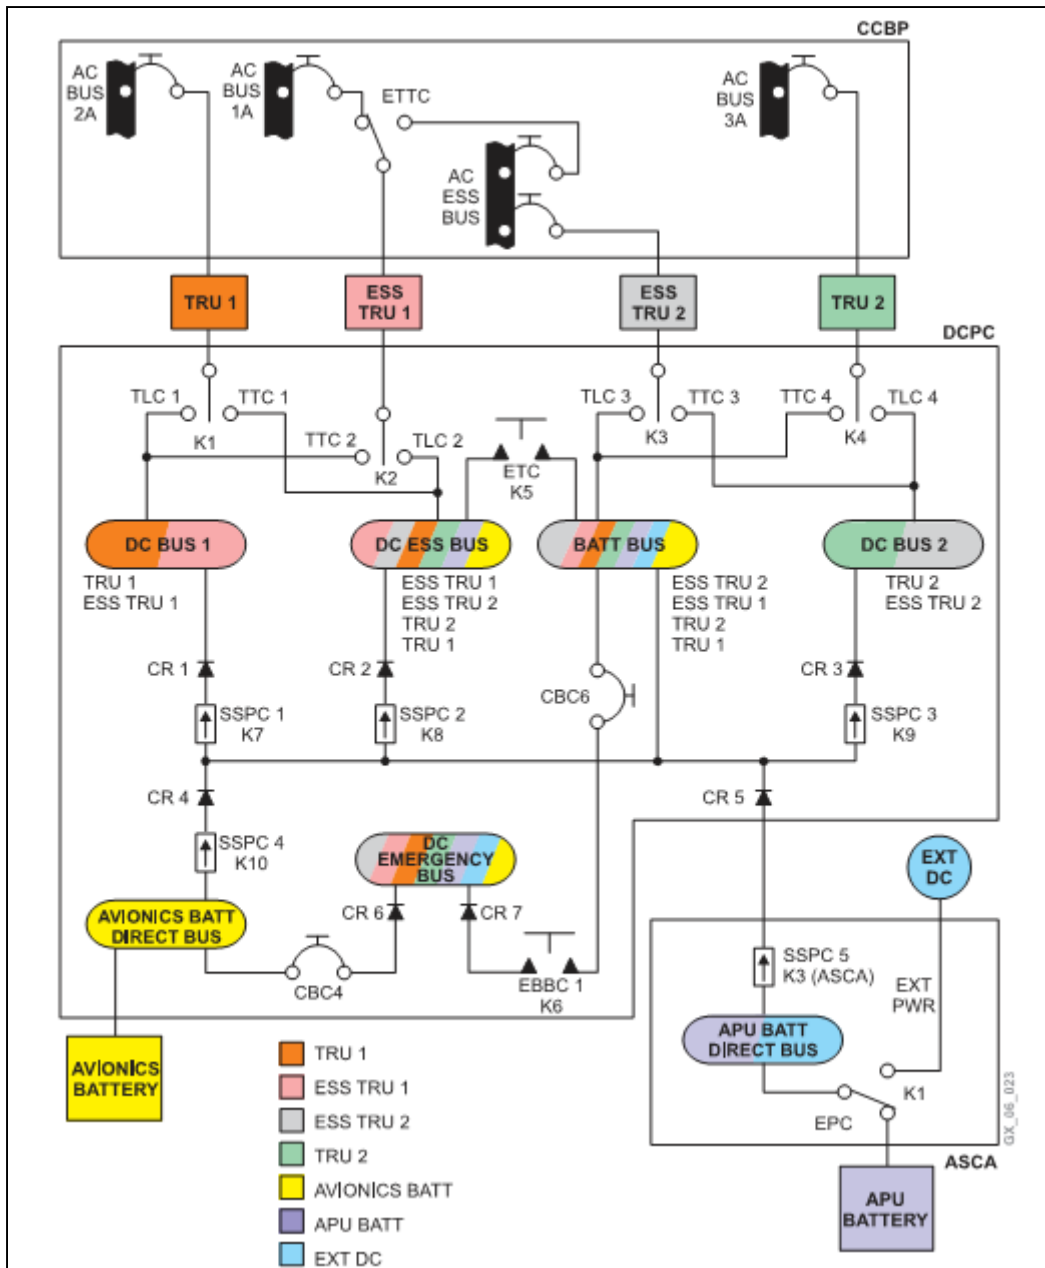 CCBP
AC
BUS
2A
AC
BUS
1A
ETTC
AC
ESS
BUS
AC
BUS
3A
TRU 1
ESS
TRU 1
ESS
TRU 2
TRU 2
DCPC
TLC 1
TTC 1
K1
TTC 2
TLC 2
K2
ETC
K5
TLC 3
TTC 3
K3
TTC 4
TLC 4
K4
DC BUS 1
TRU 1
ESS TRU 1
DC ESS BUS
ESS TRU 1
ESS TRU 2
TRU 2
TRU 1
BATT BUS
ESS TRU 2
ESS TRU 1
TRU 2
TRU 1
DC BUS 2
TRU 2
ESS TRU 2
CR 1
SSPC 1
K7
CR 2
SSPC 2
K8
CBC6
CR 3
SSPC 3
K9
CR 4
SSPC 4
K10
CR 5
DC
EMERGENCY
BUS
CR 6
CR 7
AVIONICS BATT
DIRECT BUS
CBC4
EBBC 1
K6
EXT
DC
SSPC 5
K3 (ASCA)
EXT
PWR
APU BATT
DIRECT BUS
K1
EPC
ASCA
AVIONICS
BATTERY
APU
BATTERY
TRU 1
ESS TRU 1
ESS TRU 2
TRU 2
AVIONICS BATT
APU BATT
EXT DC
GX_06_023